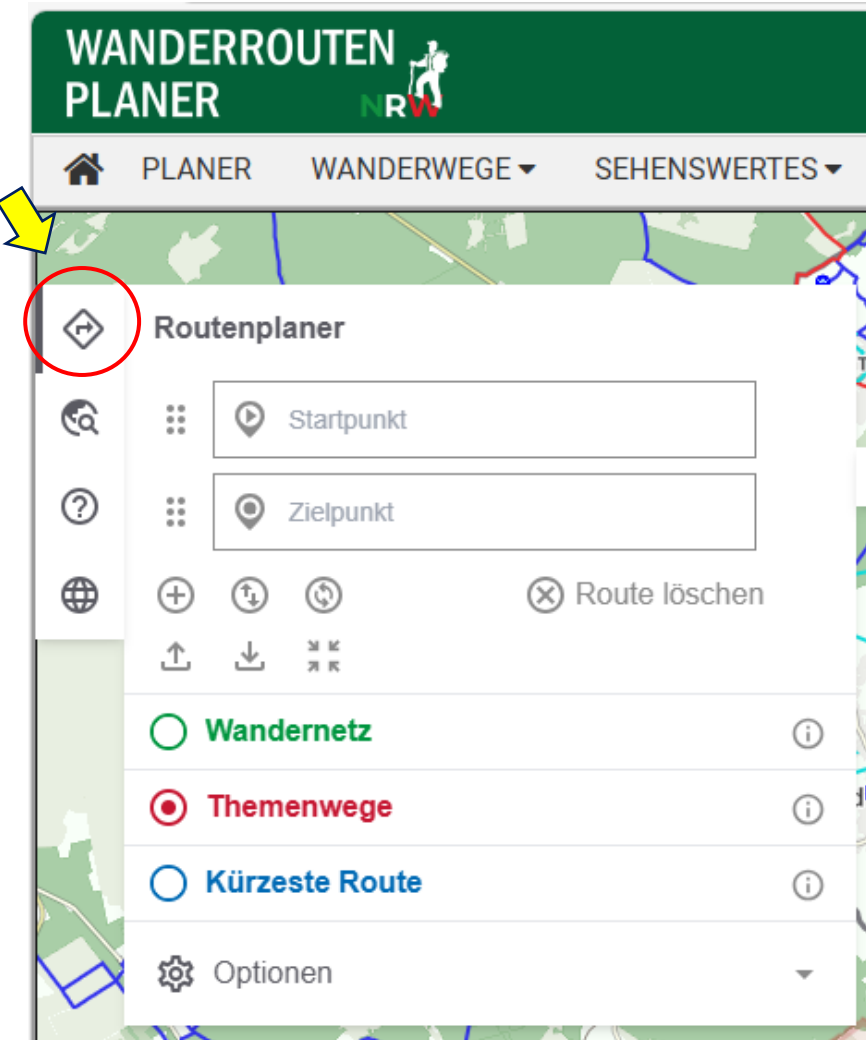 WANDERROUTEN
PLANER
NRW
PLANER WANDERWEGE SEHENSWERTES
Routenplaner
Startpunkt
Zielpunkt
Route löschen
Wandernetz
Themenwege
Kürzeste Route
Optionen